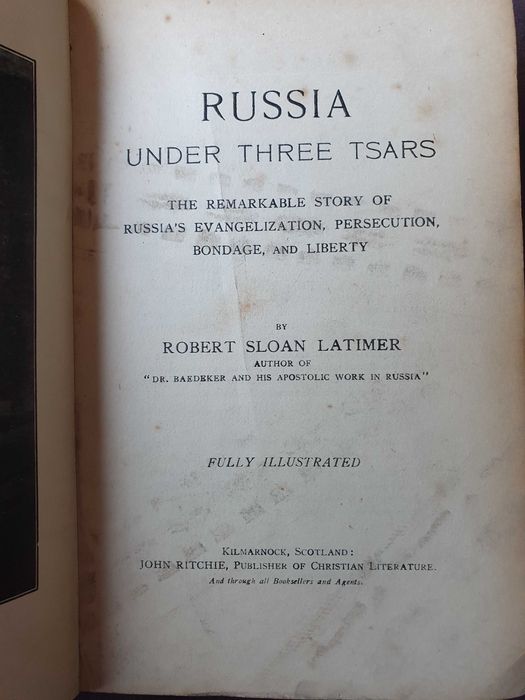 RUSSIA
UNDER THREE TSARS
THE REMARKABLE STORY OF
RUSSIA'S EVANGELIZATION, PERSECUTION,
BONDAGE, AND LIBERTY
BY
ROBERT SLOAN LATIMER
AUTHOR OF
"DR. BAEDEKER AND HIS APOSTOLIC WORK IN RUSSIA"
FULLY ILLUSTRATED
KILMARNOCK, SCOTLAND:
JOHN RITCHIE, PUBLISHER OF CHRISTIAN LITERATURE.
And through all Booksellers and Agents.